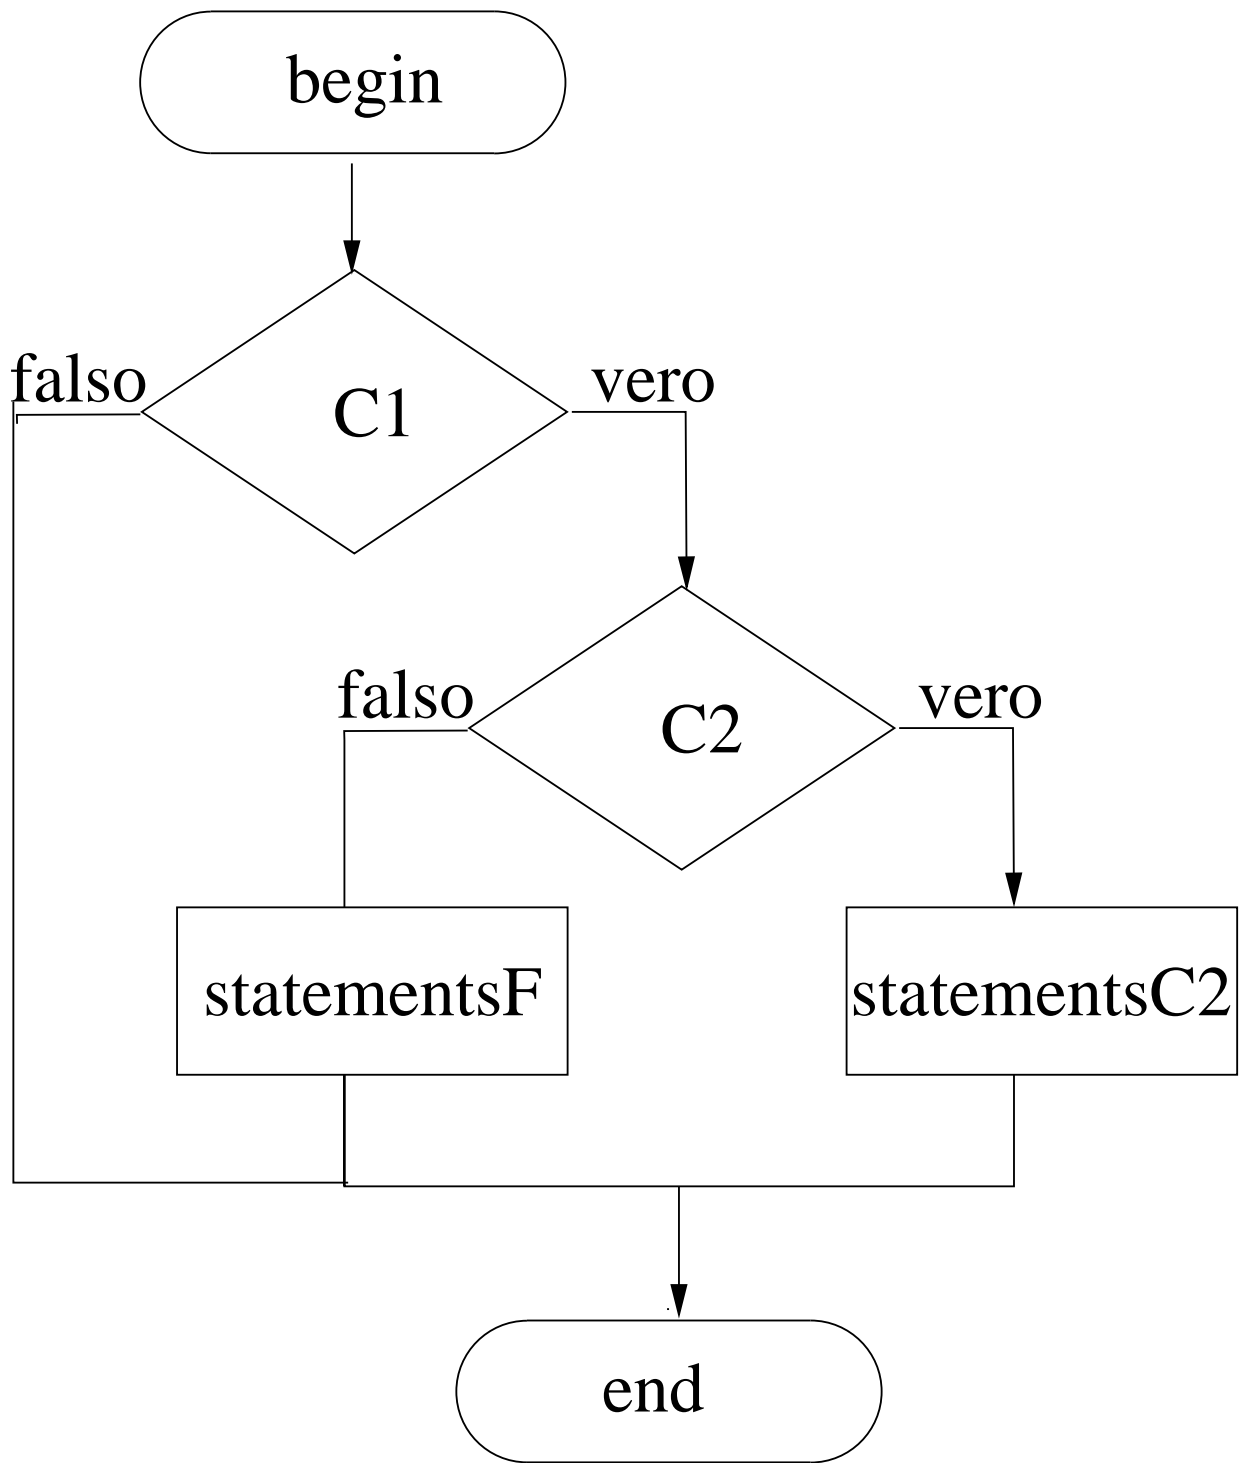 begin
falso
vero
C1
falso
vero
C2
statementsF
statementsC2
end